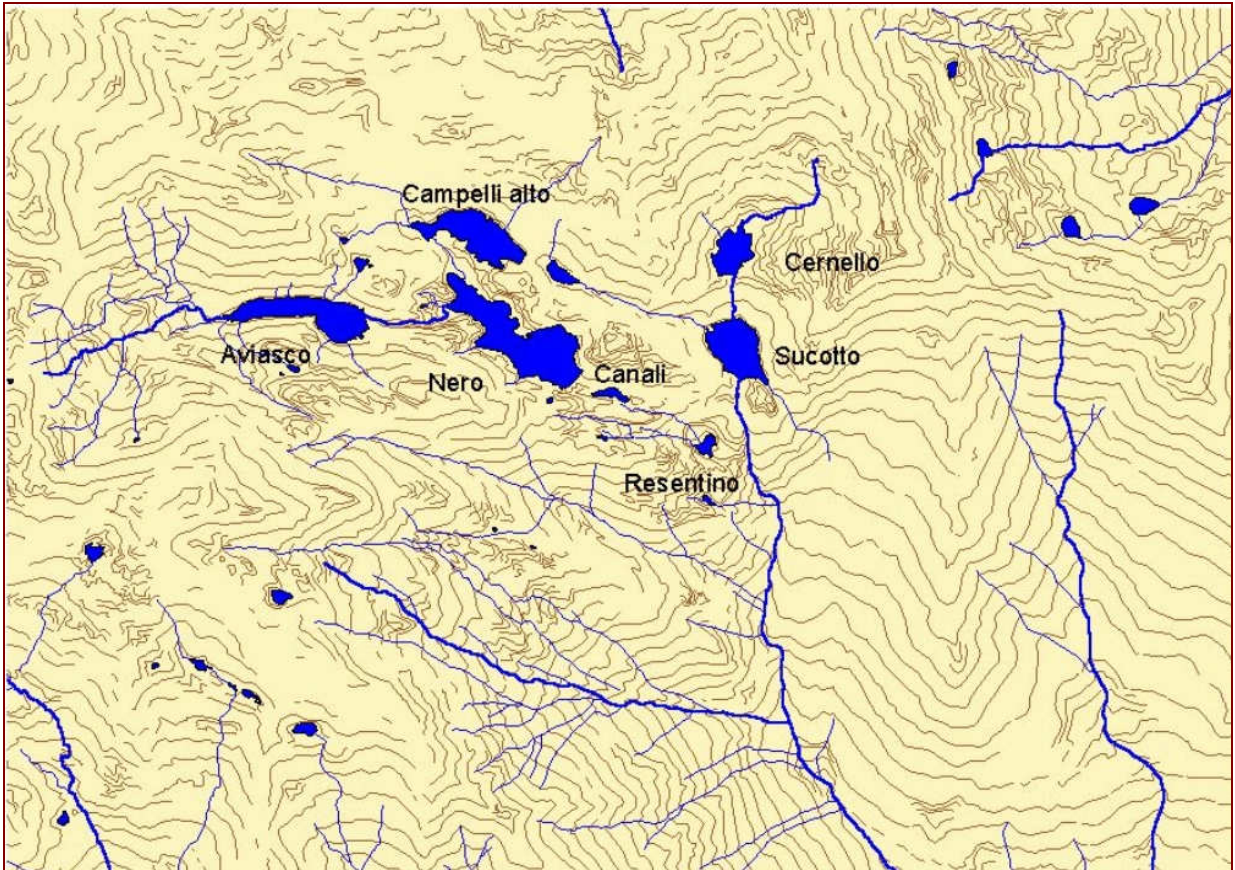 Campelli alto
Cernello
Aviasco
Sucotto
Nero
Canali
Resentino